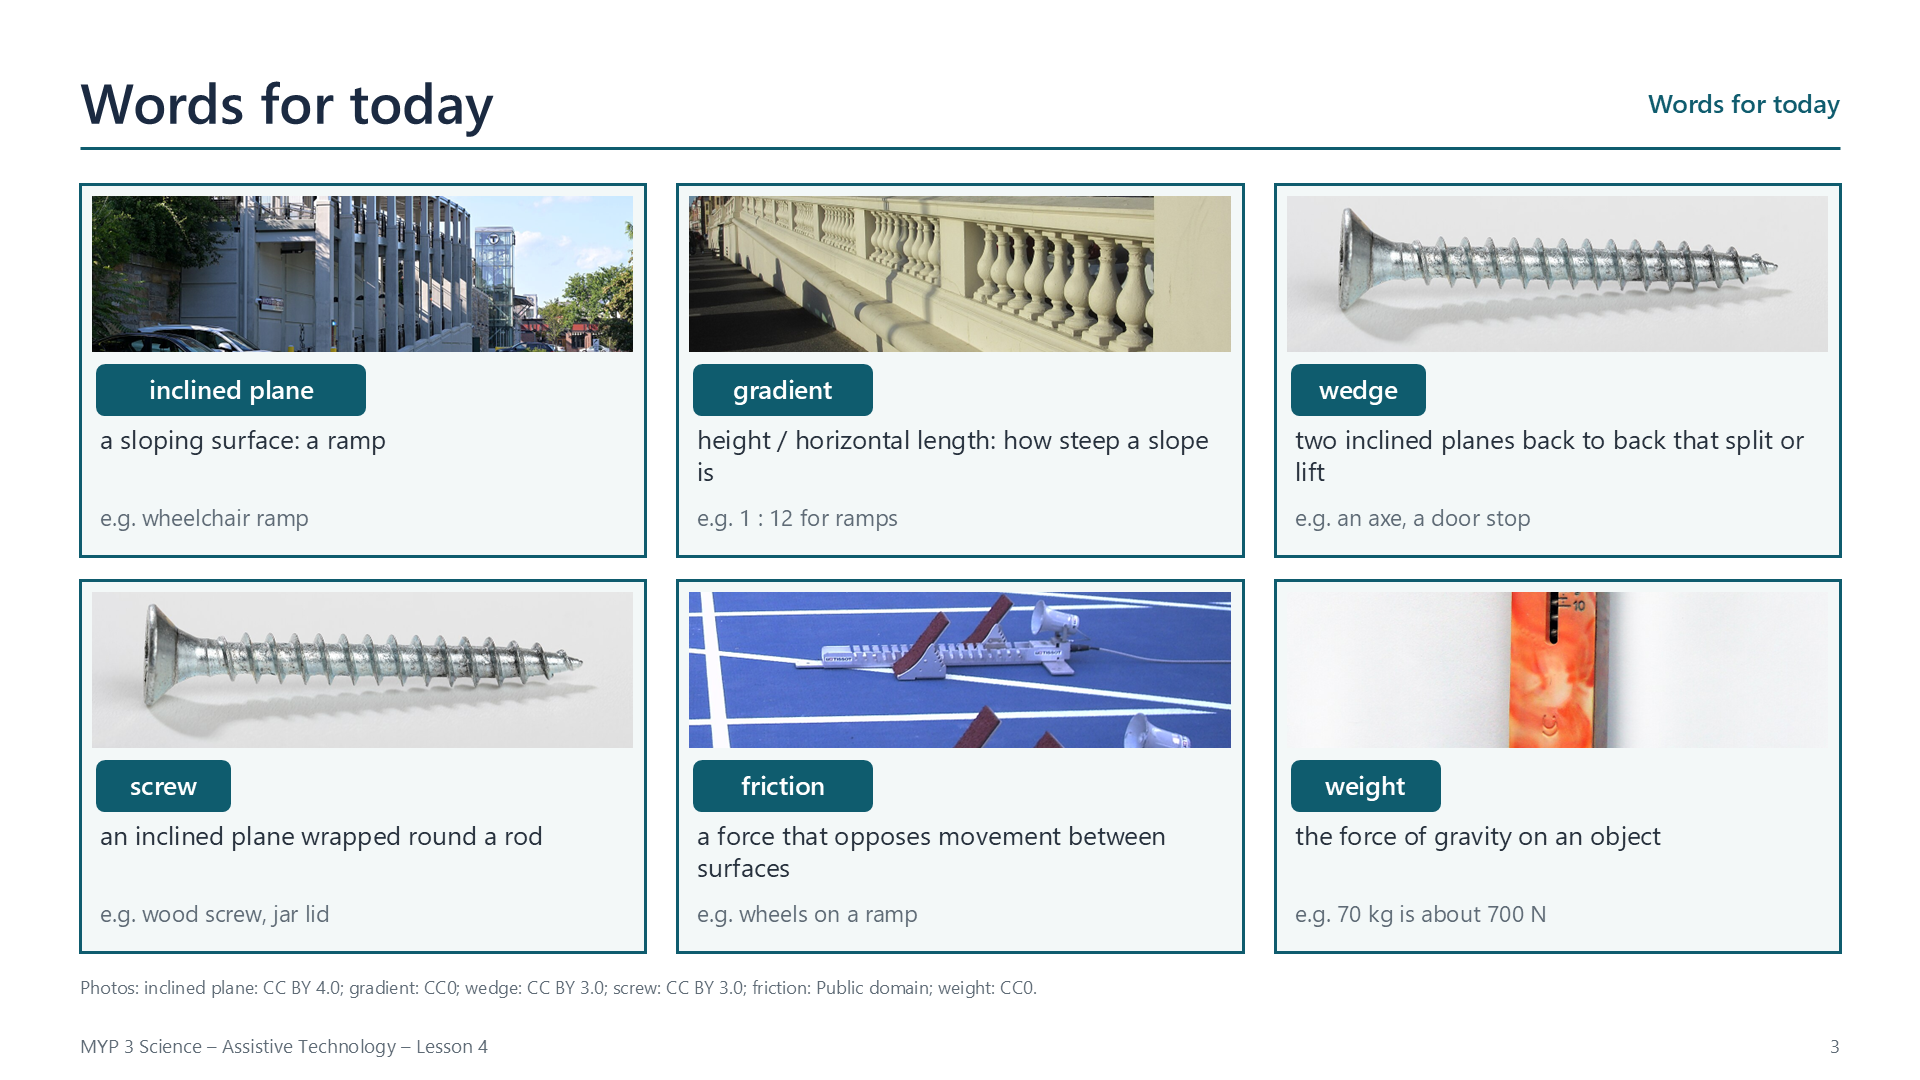 Words for today
Words for today
inclined plane
a sloping surface: a ramp
e.g. wheelchair ramp
gradient
height / horizontal length: how steep a slope
is
e.g. 1 : 12 for ramps
wedge
two inclined planes back to back that split or
lift
e.g. an axe, a door stop
screw
an inclined plane wrapped round a rod
e.g. wood screw, jar lid
friction
a force that opposes movement between
surfaces
e.g. wheels on a ramp
10
weight
the force of gravity on an object
e.g. 70 kg is about 700 N
Photos: inclined plane: CC BY 4.0; gradient: CC0; wedge: CC BY 3.0; screw: CC BY 3.0; friction: Public domain; weight: CC0.
MYP 3 Science – Assistive Technology – Lesson 4
3